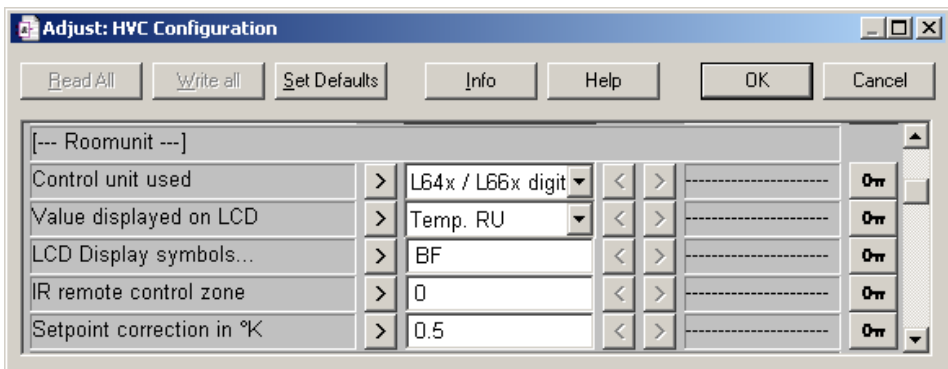 Adjust: HVC Configuration
Read All Write all Set Defaults Info Help OK Cancel
[--- Roomunit ---]
Control unit used > L64x / L66x digit < > --------------------
Value displayed on LCD > Temp. RU < > --------------------
LCD Display symbols... > BF < > --------------------
IR remote control zone > 0 < > --------------------
Setpoint correction in °K > 0.5 < > --------------------